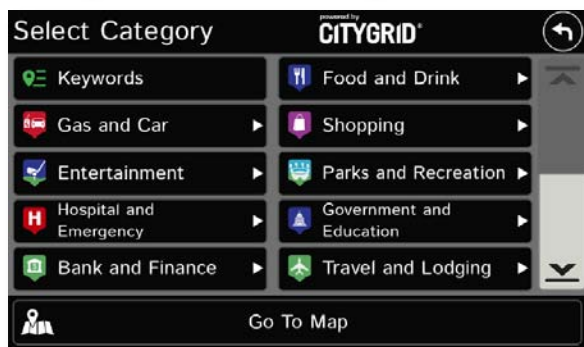 Select Category
powered by
CITYGRID®
Keywords
Food and Drink
Gas and Car
Shopping
Entertainment
Parks and Recreation
Hospital and
Emergency
Government and
Education
Bank and Finance
Travel and Lodging
Go To Map